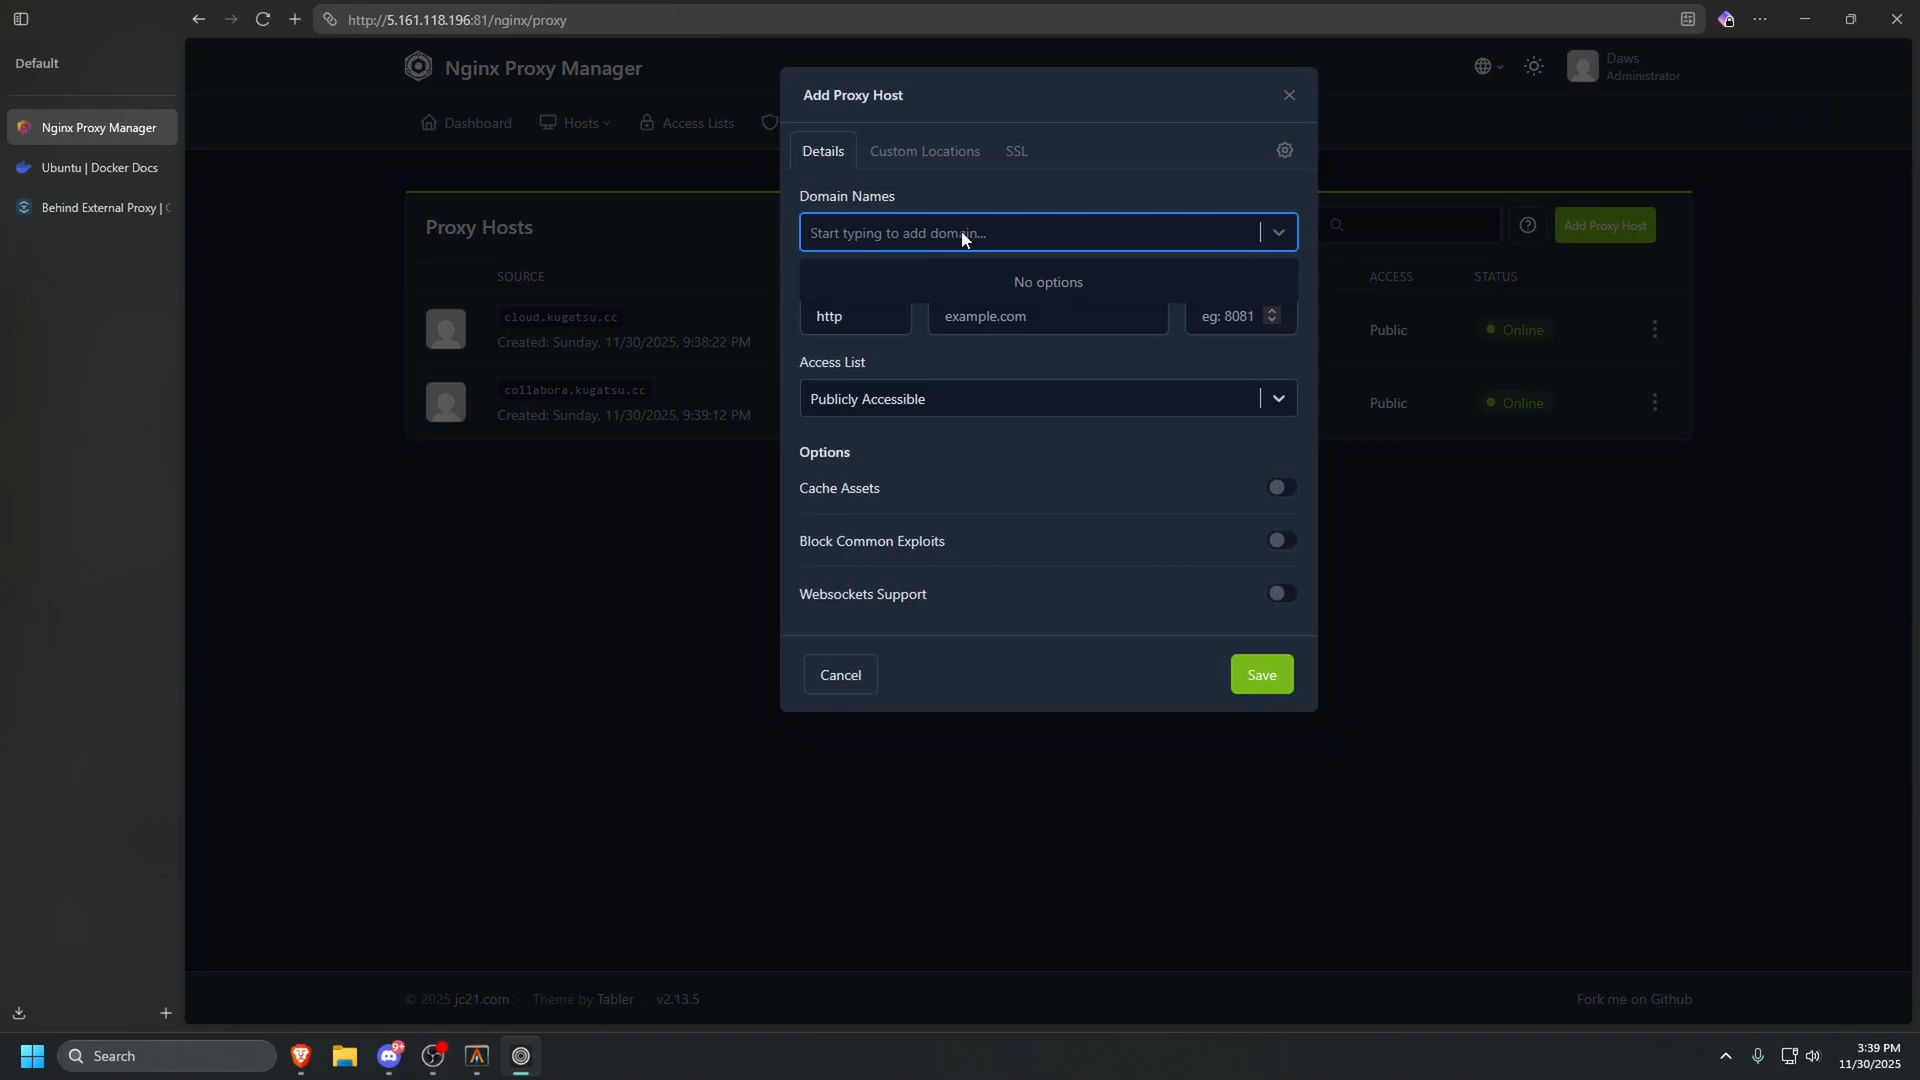 http://5.161.118.196:81/nginx/proxy
Default
Nginx Proxy Manager
Ubuntu | Docker Docs
Behind External Proxy |
Nginx Proxy Manager
Daws
Administrator
Dashboard
Hosts
Access Lists
Proxy Hosts
Add Proxy Host
SOURCE
ACCESS
STATUS
cloud.kugatsu.cc
Created: Sunday, 11/30/2025, 9:38:22 PM
Public
Online
collabora.kugatsu.cc
Created: Sunday, 11/30/2025, 9:39:12 PM
Public
Online
Add Proxy Host
Details
Custom Locations
SSL
Domain Names
Start typing to add domain...
No options
http
example.com
eg: 8081
Access List
Publicly Accessible
Options
Cache Assets
Block Common Exploits
Websockets Support
Cancel
Save
© 2025 jc21.com · Theme by Tabler · v2.13.5
Fork me on Github
Search
9+
3:39 PM
11/30/2025